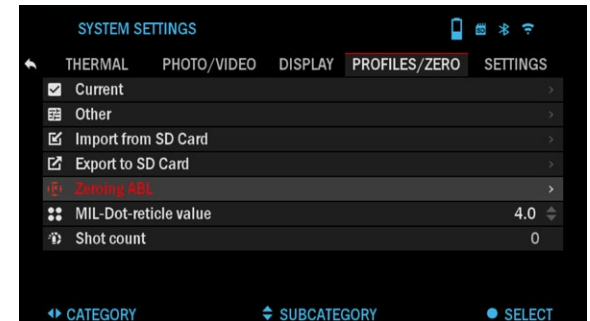 SYSTEM SETTINGS
THERMAL PHOTO/VIDEO DISPLAY PROFILES/ZERO SETTINGS
Current
Other
Import from SD Card
Export to SD Card
Zeroing ABL
MIL-Dot-reticle value 4.0
Shot count 0
CATEGORY SUBCATEGORY SELECT